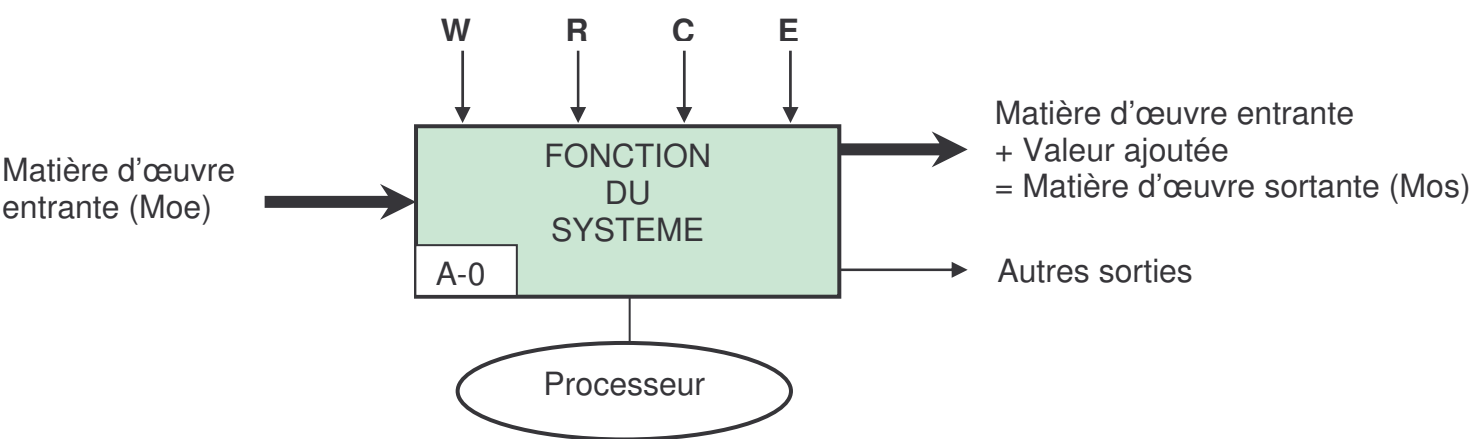 W R C E
Matière d'œuvre
entrante (Moe)
FONCTION
DU
SYSTEME
A-0
Matière d'œuvre entrante
+ Valeur ajoutée
= Matière d'œuvre sortante (Mos)
Autres sorties
Processeur